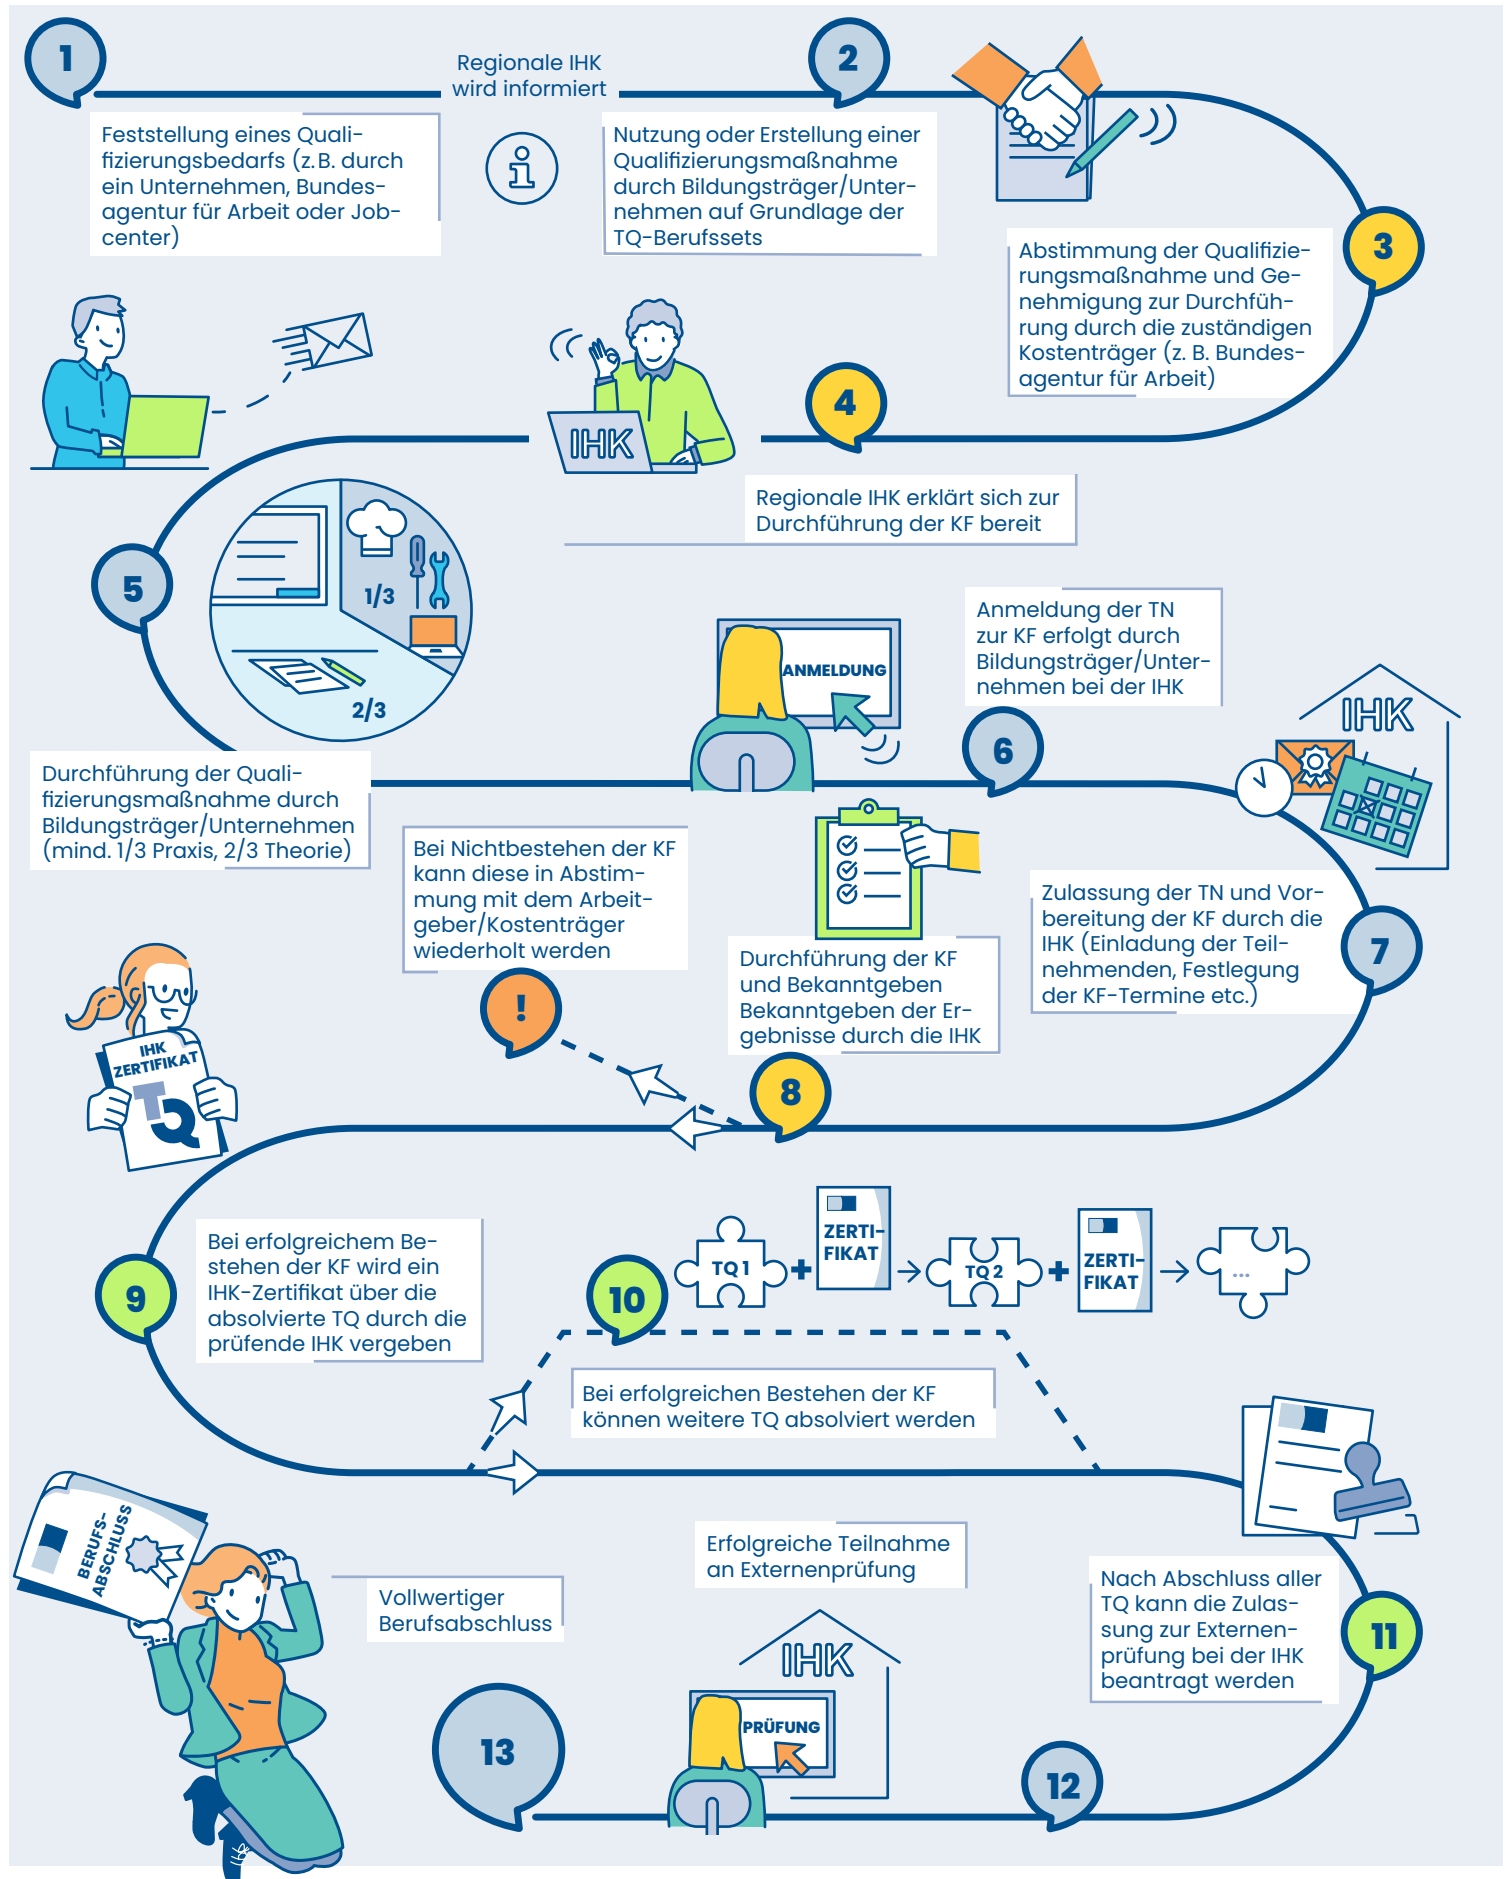 1
Regionale IHK
wird informiert
2
Feststellung eines Quali-
fizierungsbedarfs (z. B. durch
ein Unternehmen, Bundes-
agentur für Arbeit oder Job-
center)
Nutzung oder Erstellung einer
Qualifizierungsmaßnahme
durch Bildungsträger/Unter-
nehmen auf Grundlage der
TQ-Berufssets
3
Abstimmung der Qualifizie-
rungsmaßnahme und Ge-
nehmigung zur Durchfüh-
rung durch die zuständigen
Kostenträger (z. B. Bundes-
agentur für Arbeit)
4
IHK
Regionale IHK erklärt sich zur
Durchführung der KF bereit
5
1/3
2/3
Durchführung der Quali-
fizierungsmaßnahme durch
Bildungsträger/Unternehmen
(mind. 1/3 Praxis, 2/3 Theorie)
ANMELDUNG
Anmeldung der TN
zur KF erfolgt durch
Bildungsträger/Unter-
nehmen bei der IHK
6
IHK
Zulassung der TN und Vor-
bereitung der KF durch die
IHK (Einladung der Teil-
nehmenden, Festlegung
der KF-Termine etc.)
7
Bei Nichtbestehen der KF
kann diese in Abstim-
mung mit dem Arbeit-
geber/Kostenträger
wiederholt werden
!
Durchführung der KF
und Bekanntgeben
Bekanntgeben der Er-
gebnisse durch die IHK
8
IHK
ZERTIFIKAT
TQ
9
Bei erfolgreichem Be-
stehen der KF wird ein
IHK-Zertifikat über die
absolvierte TQ durch die
prüfende IHK vergeben
10
TQ 1
+
ZERTI-
FIKAT
TQ 2
+
ZERTI-
FIKAT
...
Bei erfolgreichen Bestehen der KF
können weitere TQ absolviert werden
Nach Abschluss aller
TQ kann die Zulas-
sung zur Externen-
prüfung bei der IHK
beantragt werden
11
Erfolgreiche Teilnahme
an Externenprüfung
IHK
PRÜFUNG
12
BERUFS-
ABSCHLUSS
Vollwertiger
Berufsabschluss
13